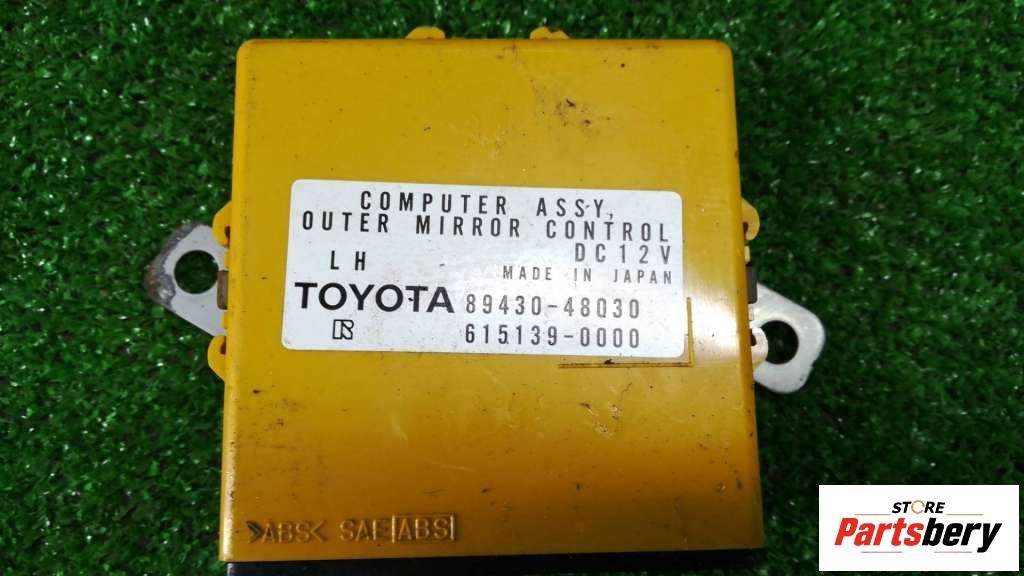 COMPUTER ASSY,
OUTER MIRROR CONTROL
DC12V
LH
MADE IN JAPAN
TOYOTA 89430-48030
R 615139-0000
>ABS< SAE ABS
STORE
Partsbery